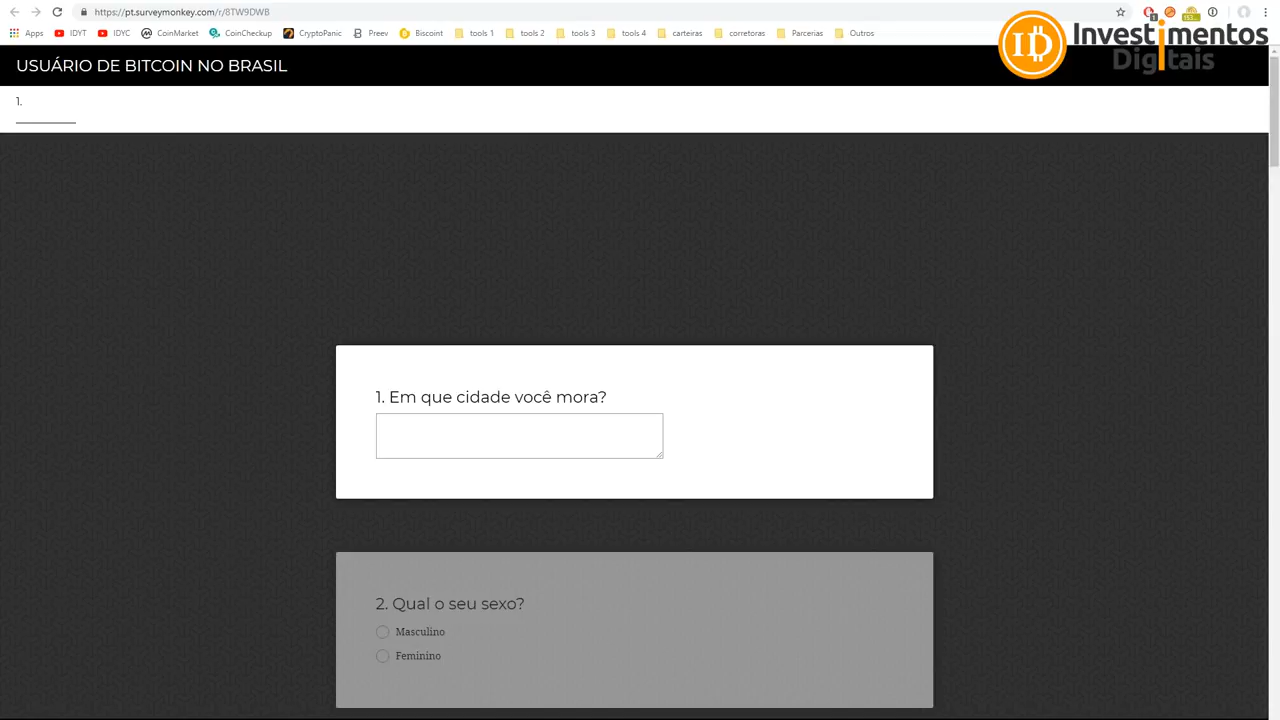 https://pt.surveymonkey.com/r/8TW9DWB
Apps IDYT IDYC CoinMarket CoinCheckup CryptoPanic Preev Biscoint tools 1 tools 2 tools 3 tools 4 carteiras corretoras Parcerias Outros
ID Investimentos
Digitais
USUÁRIO DE BITCOIN NO BRASIL
1.
1. Em que cidade você mora?
2. Qual o seu sexo?
Masculino
Feminino